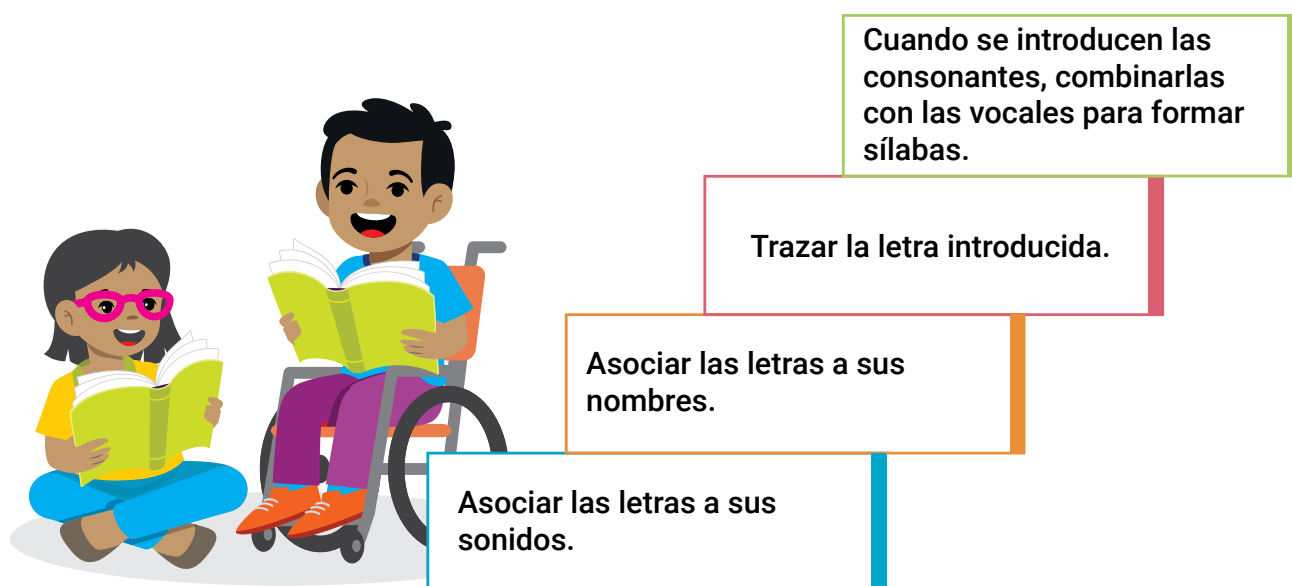 Cuando se introducen las
consonantes, combinarlas
con las vocales para formar
sílabas.
Trazar la letra introducida.
Asociar las letras a sus
nombres.
Asociar las letras a sus
sonidos.